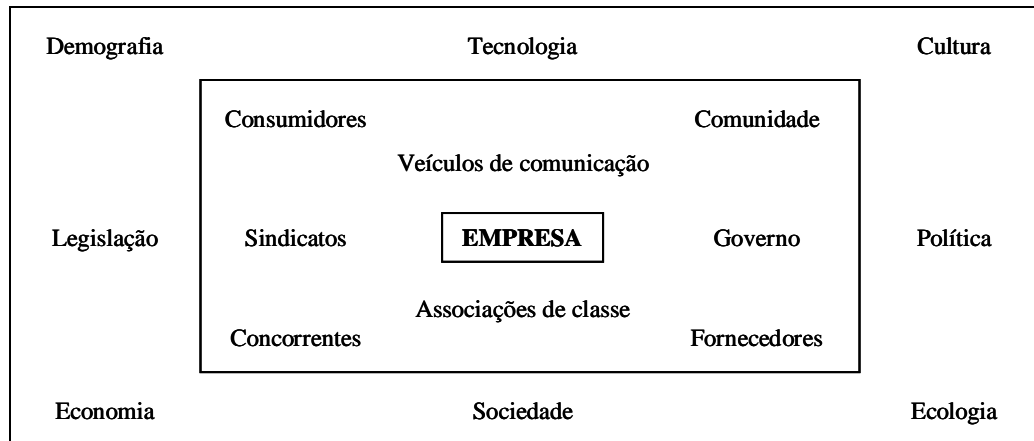 Demografia Tecnologia Cultura
Consumidores Comunidade
Veículos de comunicação
Legislação Sindicatos EMPRESA Governo Política
Associações de classe
Concorrentes Fornecedores
Economia Sociedade Ecologia